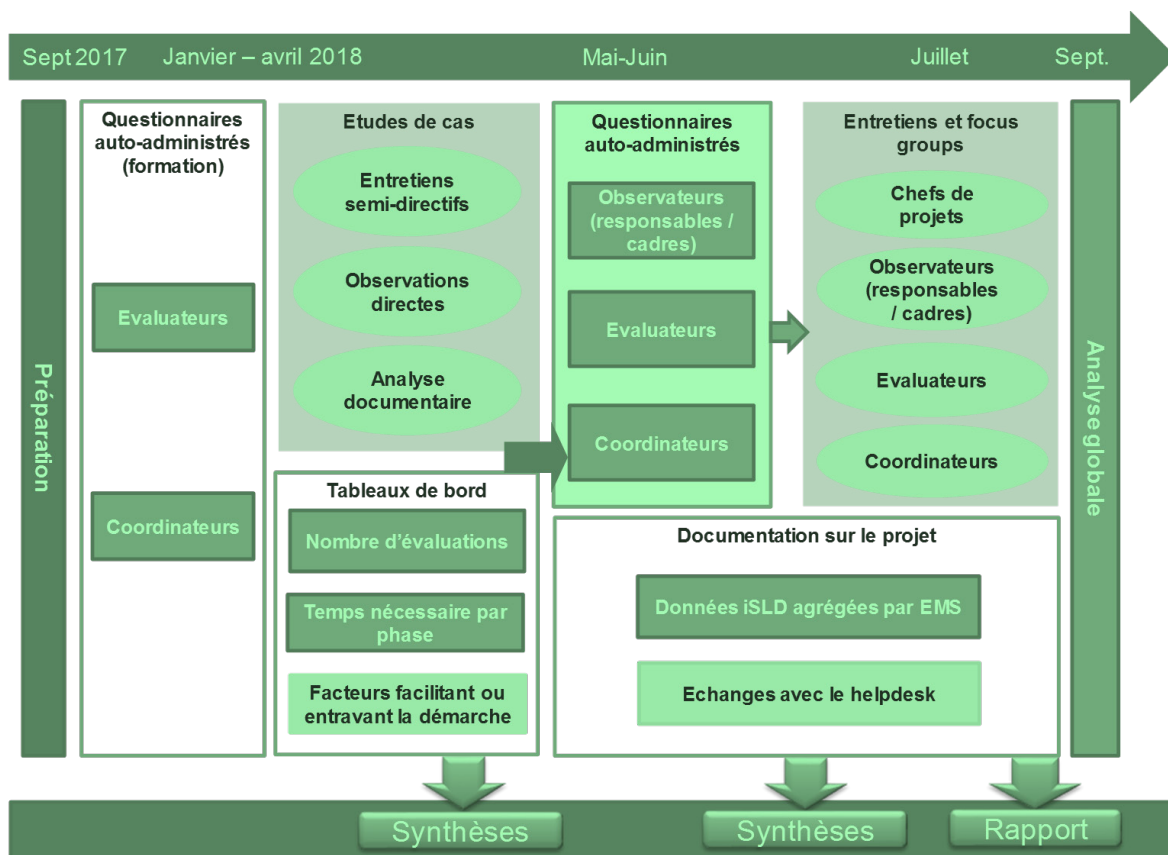 Sept 2017
Janvier – avril 2018
Mai-Juin
Juillet
Sept.
Préparation
Questionnaires
auto-administrés
(formation)
Evaluateurs
Coordinateurs
Etudes de cas
Entretiens
semi-directifs
Observations
directes
Analyse
documentaire
Tableaux de bord
Nombre d'évaluations
Temps nécessaire par
phase
Facteurs facilitant ou
entravant la démarche
Questionnaires
auto-administrés
Observateurs
(responsables /
cadres)
Evaluateurs
Coordinateurs
Entretiens et focus
groups
Chefs de
projets
Observateurs
(responsables
/ cadres)
Evaluateurs
Coordinateurs
Documentation sur le projet
Données iSLD agrégées par EMS
Echanges avec le helpdesk
Analyse globale
Synthèses
Synthèses
Rapport